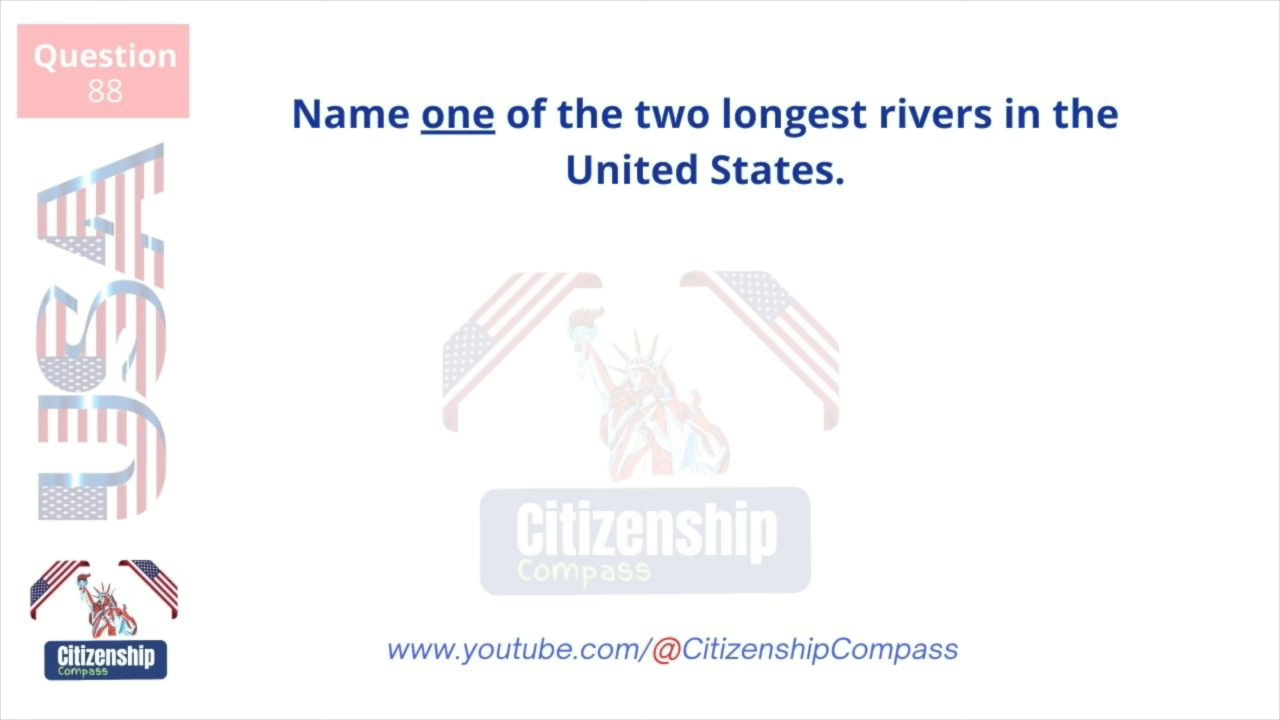 Question
88
Name one of the two longest rivers in the
United States.
USA
Citizenship
Compass
Citizenship
Compass
www.youtube.com/@CitizenshipCompass